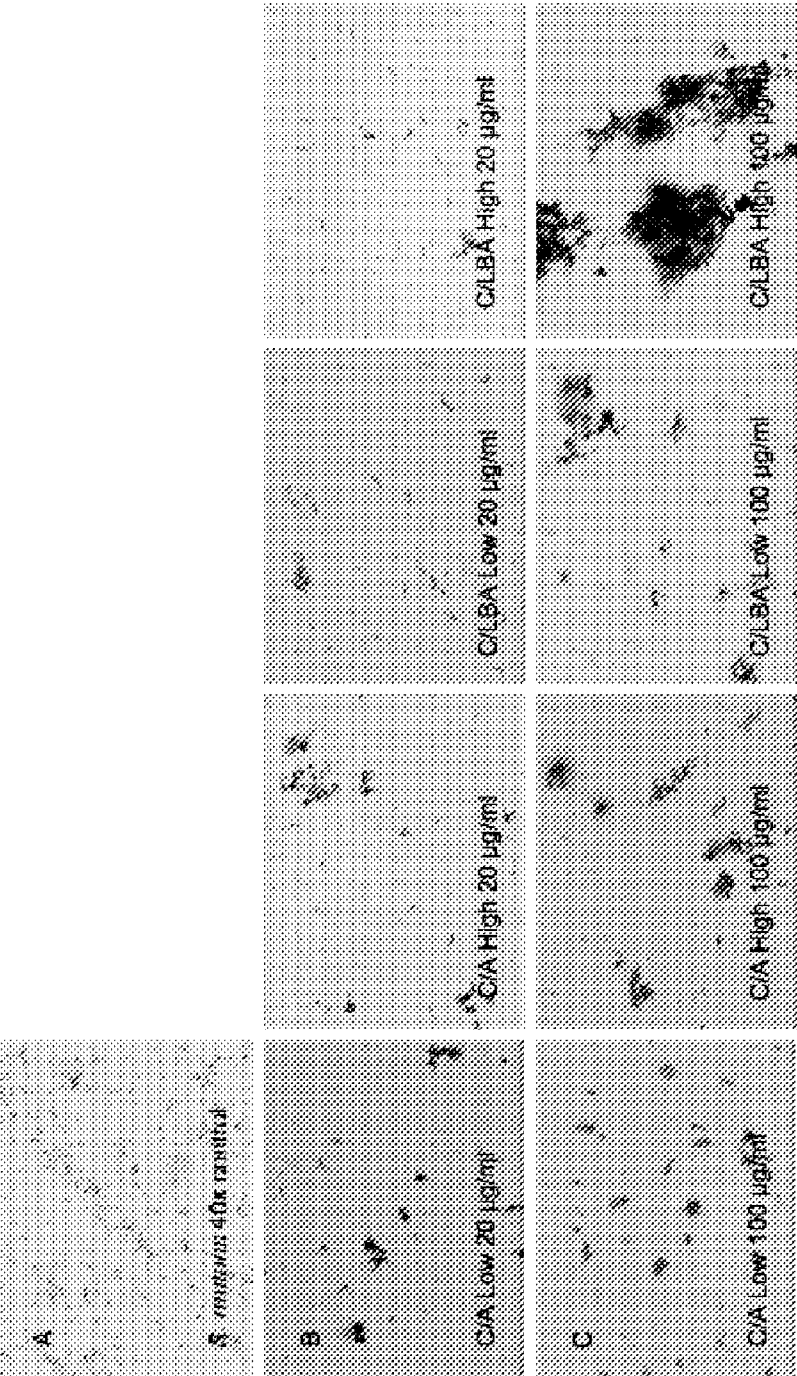 A
S. mutans 40x control
B
C/A Low 20 µg/ml
C/A High 20 µg/ml
C/LBA Low 20 µg/ml
C/LBA High 20 µg/ml
C
C/A Low 100 µg/ml
C/A High 100 µg/ml
C/LBA Low 100 µg/ml
C/LBA High 100 µg/ml